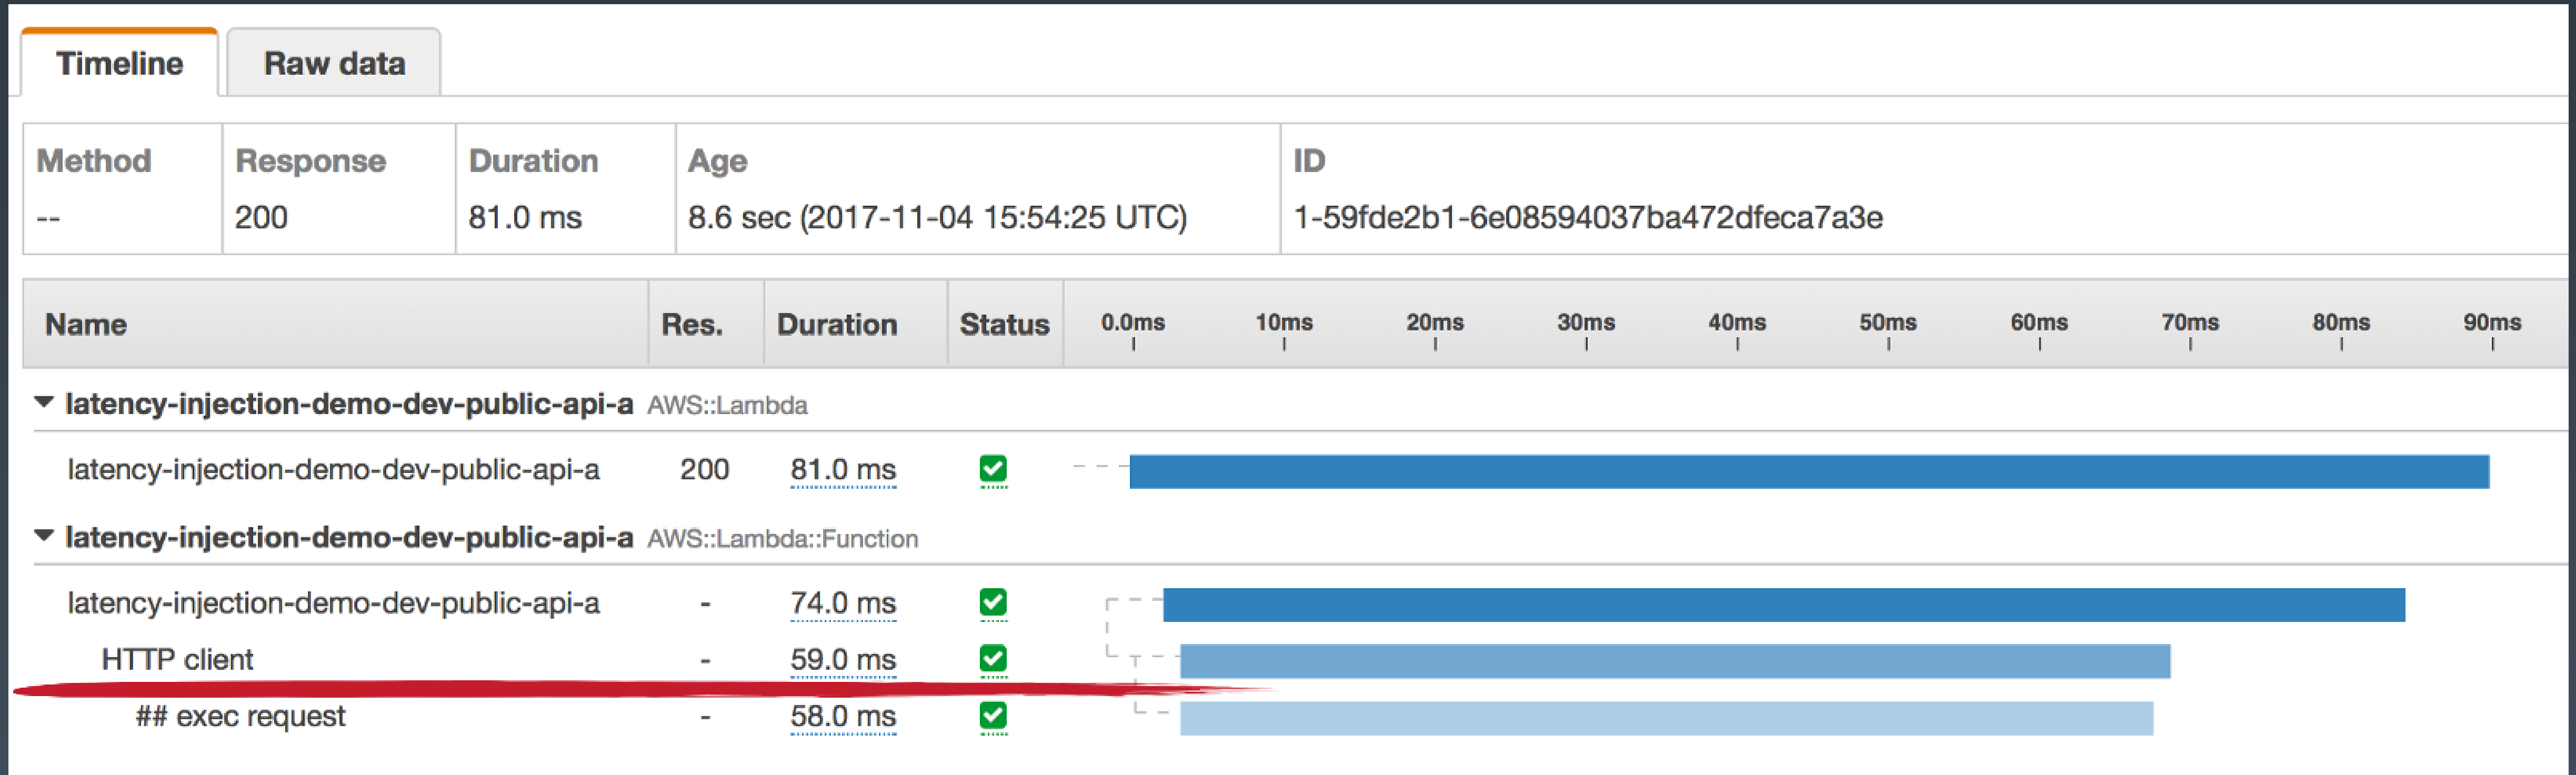 Timeline Raw data
Method Response Duration Age ID
-- 200 81.0 ms 8.6 sec (2017-11-04 15:54:25 UTC) 1-59fde2b1-6e08594037ba472dfeca7a3e
Name Res. Duration Status 0.0ms 10ms 20ms 30ms 40ms 50ms 60ms 70ms 80ms 90ms
latency-injection-demo-dev-public-api-a AWS::Lambda
latency-injection-demo-dev-public-api-a 200 81.0 ms
latency-injection-demo-dev-public-api-a AWS::Lambda::Function
latency-injection-demo-dev-public-api-a - 74.0 ms
HTTP client - 59.0 ms
## exec request - 58.0 ms